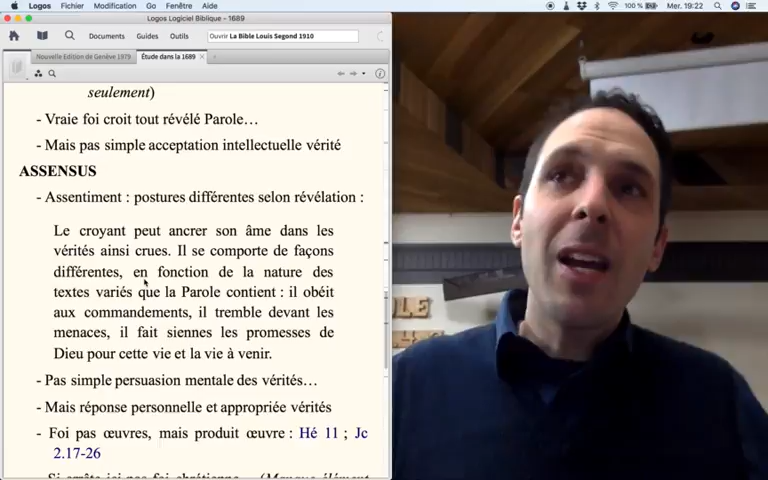 Logos Fichier Modification Go Fenêtre Aide
100 % Mer. 19:22
Logos Logiciel Biblique - 1689
Documents Guides Outils Ouvrir La Bible Louis Segond 1910
Nouvelle Edition de Genève 1979 Étude dans la 1689
seulement)
- Vraie foi croit tout révélé Parole…
- Mais pas simple acceptation intellectuelle vérité
ASSENSUS
- Assentiment : postures différentes selon révélation :
Le croyant peut ancrer son âme dans les
vérités ainsi crues. Il se comporte de façons
différentes, en fonction de la nature des
textes variés que la Parole contient : il obéit
aux commandements, il tremble devant les
menaces, il fait siennes les promesses de
Dieu pour cette vie et la vie à venir.
- Pas simple persuasion mentale des vérités…
- Mais réponse personnelle et appropriée vérités
- Foi pas œuvres, mais produit œuvre : Hé 11 ; Jc
2.17-26